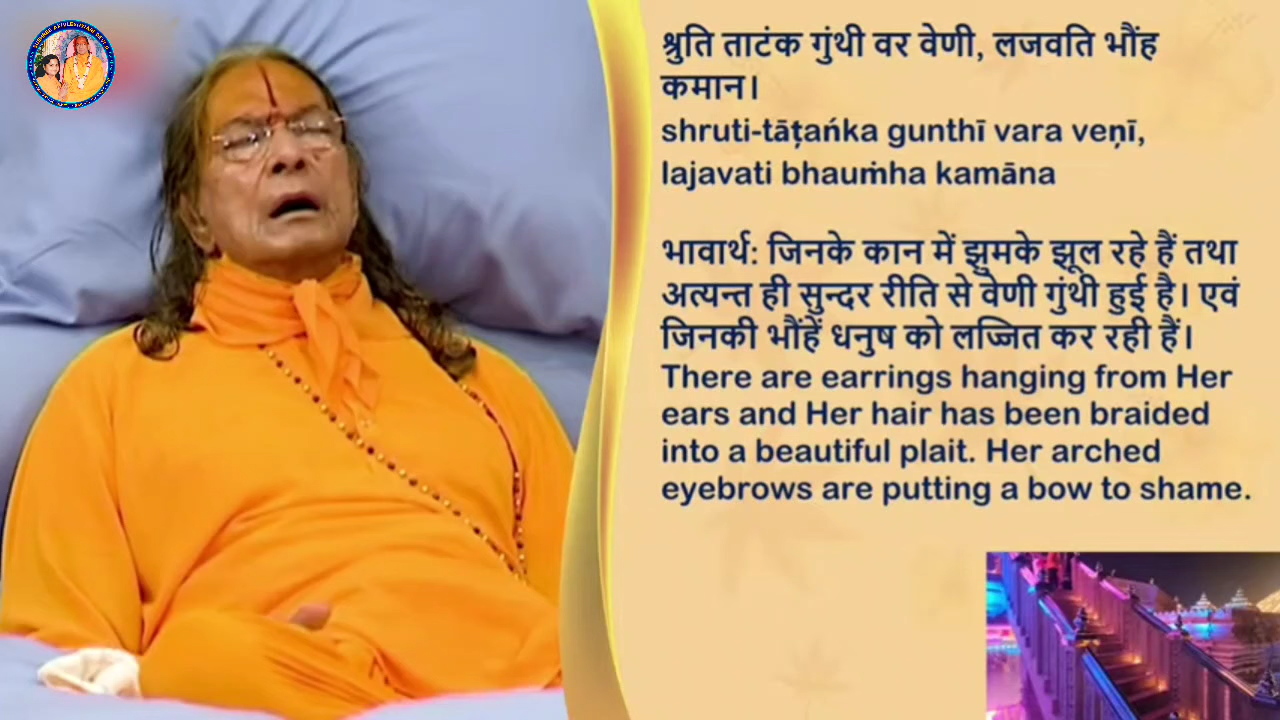 श्रुति ताटंक गुंथी वर वेणी, लजवति भौंह
कमान।
shruti-tāṭaṅka gunthī vara veṇī,
lajavati bhauṁha kamāna
भावार्थ: जिनके कान में झुमके झूल रहे हैं तथा
अत्यन्त ही सुन्दर रीति से वेणी गुंथी हुई है। एवं
जिनकी भौंहें धनुष को लज्जित कर रही हैं।
There are earrings hanging from Her
ears and Her hair has been braided
into a beautiful plait. Her arched
eyebrows are putting a bow to shame.